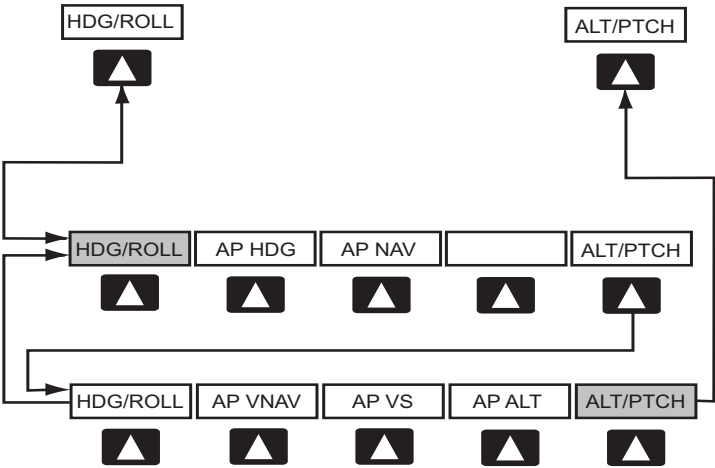 HDG/ROLL ALT/PTCH
HDG/ROLL AP HDG AP NAV ALT/PTCH
HDG/ROLL AP VNAV AP VS AP ALT ALT/PTCH